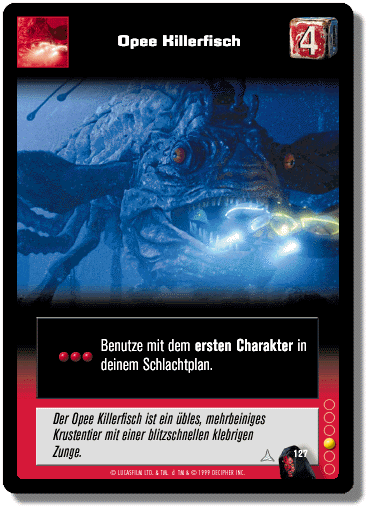 Opee Killerfisch
4
Benutze mit dem ersten Charakter in
deinem Schlachtplan.
Der Opee Killerfisch ist ein übles, mehrbeiniges
Krustentier mit einer blitzschnellen klebrigen
Zunge.
127
© LUCASFILM LTD. & TM. & TM & © 1999 DECIPHER INC.